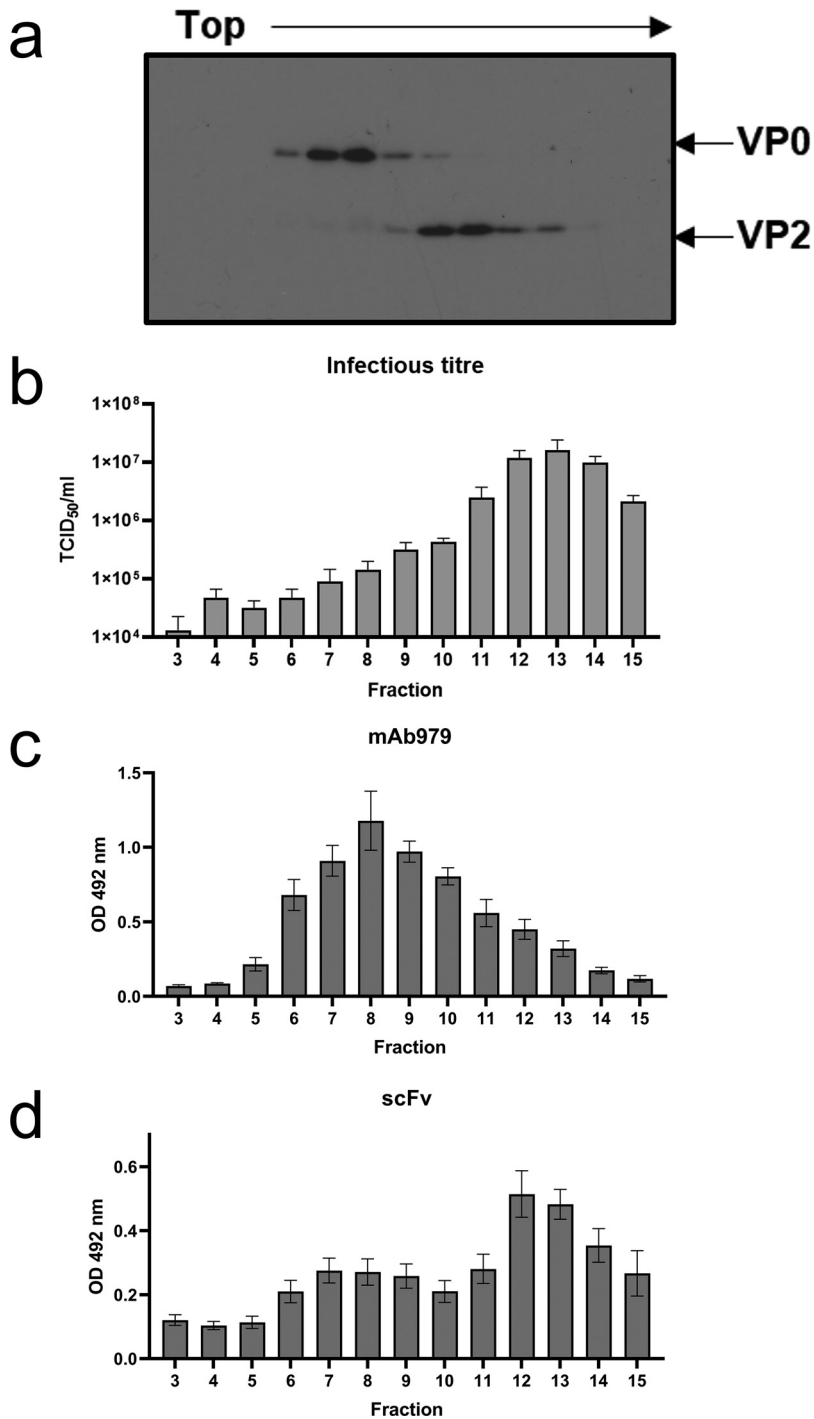 a
Top
VP0
VP2
b
Infectious titre
1×10⁸
1×10⁷
1×10⁶
1×10⁵
1×10⁴
TCID₅₀/ml
3 4 5 6 7 8 9 10 11 12 13 14 15
Fraction
c
mAb979
1.5
1.0
0.5
0.0
OD 492 nm
3 4 5 6 7 8 9 10 11 12 13 14 15
Fraction
d
scFv
0.6
0.4
0.2
0.0
OD 492 nm
3 4 5 6 7 8 9 10 11 12 13 14 15
Fraction